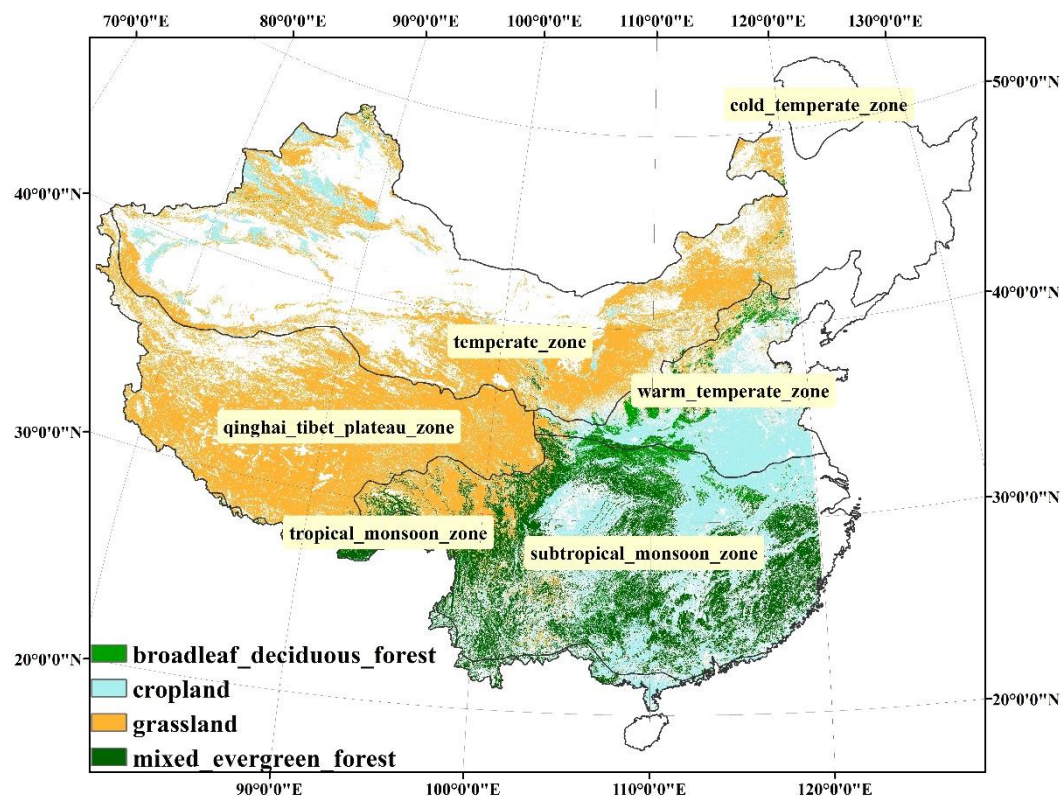 70°0'0"E
80°0'0"E
90°0'0"E
100°0'0"E
110°0'0"E
120°0'0"E
130°0'0"E
50°0'0"N
cold_temperate_zone
40°0'0"N
40°0'0"N
temperate_zone
warm_temperate_zone
qinghai_tibet_plateau_zone
30°0'0"N
30°0'0"N
tropical_monsoon_zone
subtropical_monsoon_zone
broadleaf_deciduous_forest
20°0'0"N
cropland
20°0'0"N
grassland
mixed_evergreen_forest
90°0'0"E
100°0'0"E
110°0'0"E
120°0'0"E